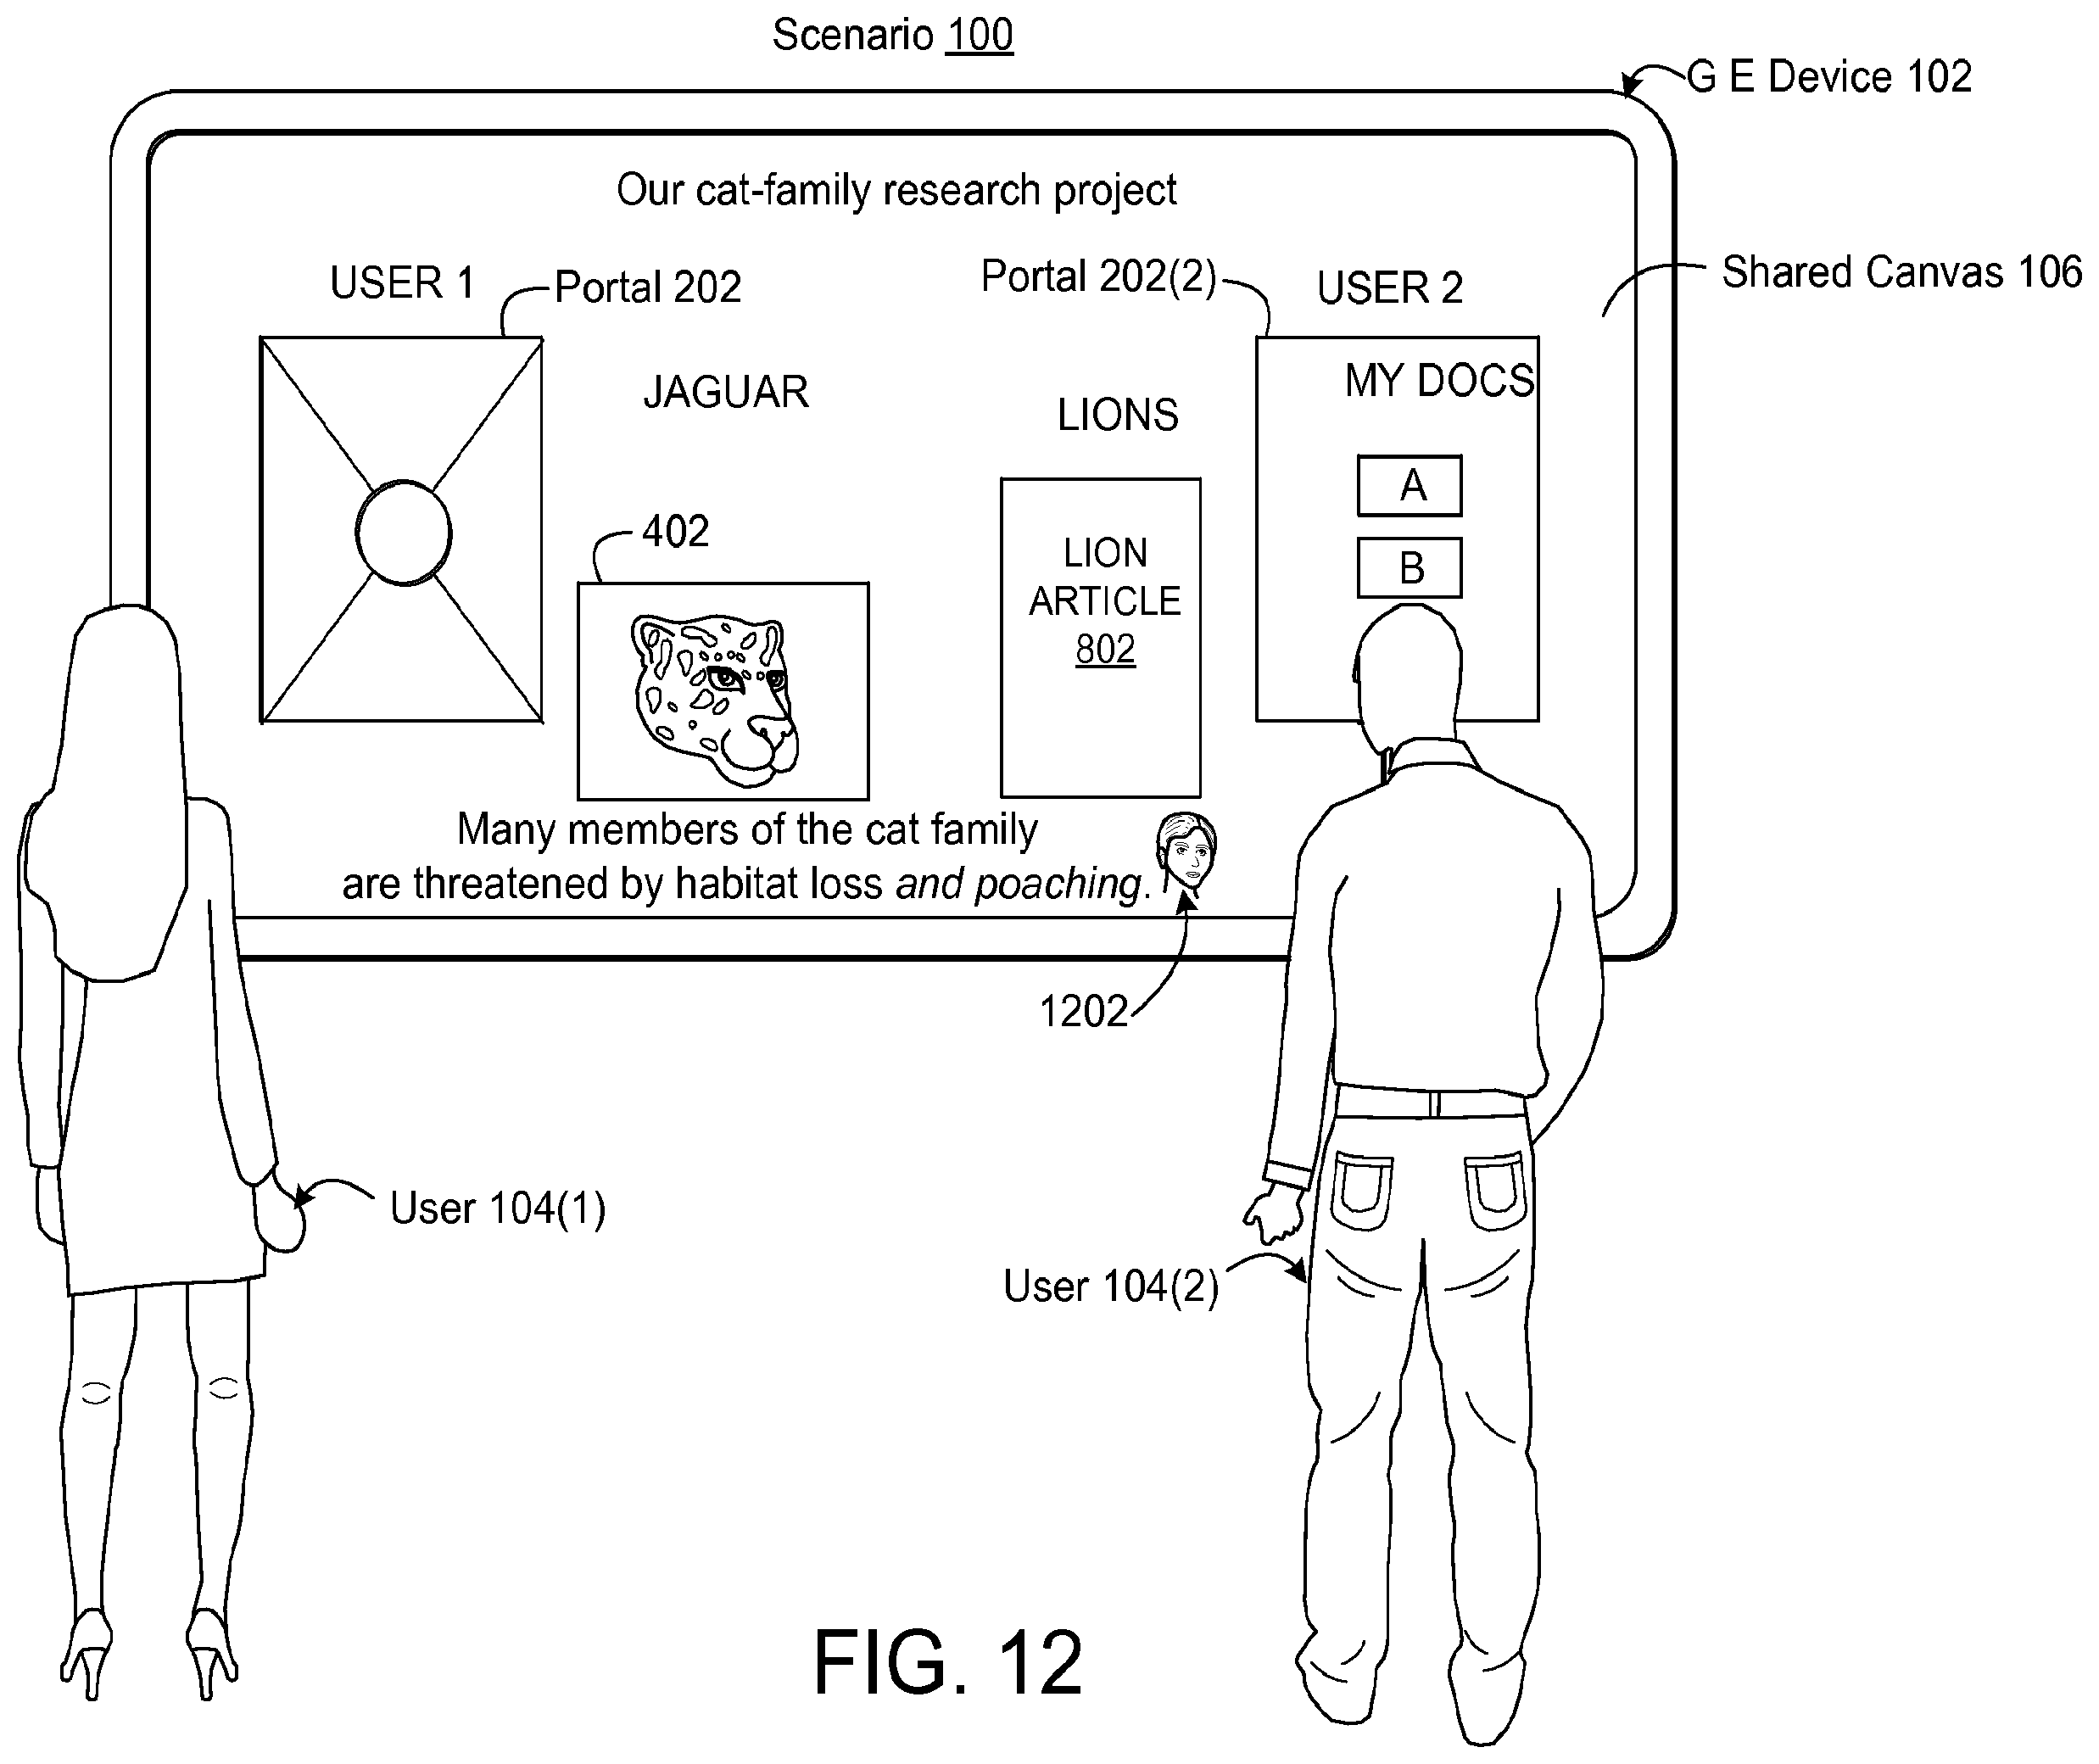 Scenario 100
G E Device 102
Our cat-family research project
USER 1
Portal 202
Portal 202(2)
USER 2
Shared Canvas 106
JAGUAR
LIONS
MY DOCS
A
B
402
LION
ARTICLE
802
Many members of the cat family
are threatened by habitat loss and poaching.
1202
User 104(1)
User 104(2)
FIG. 12